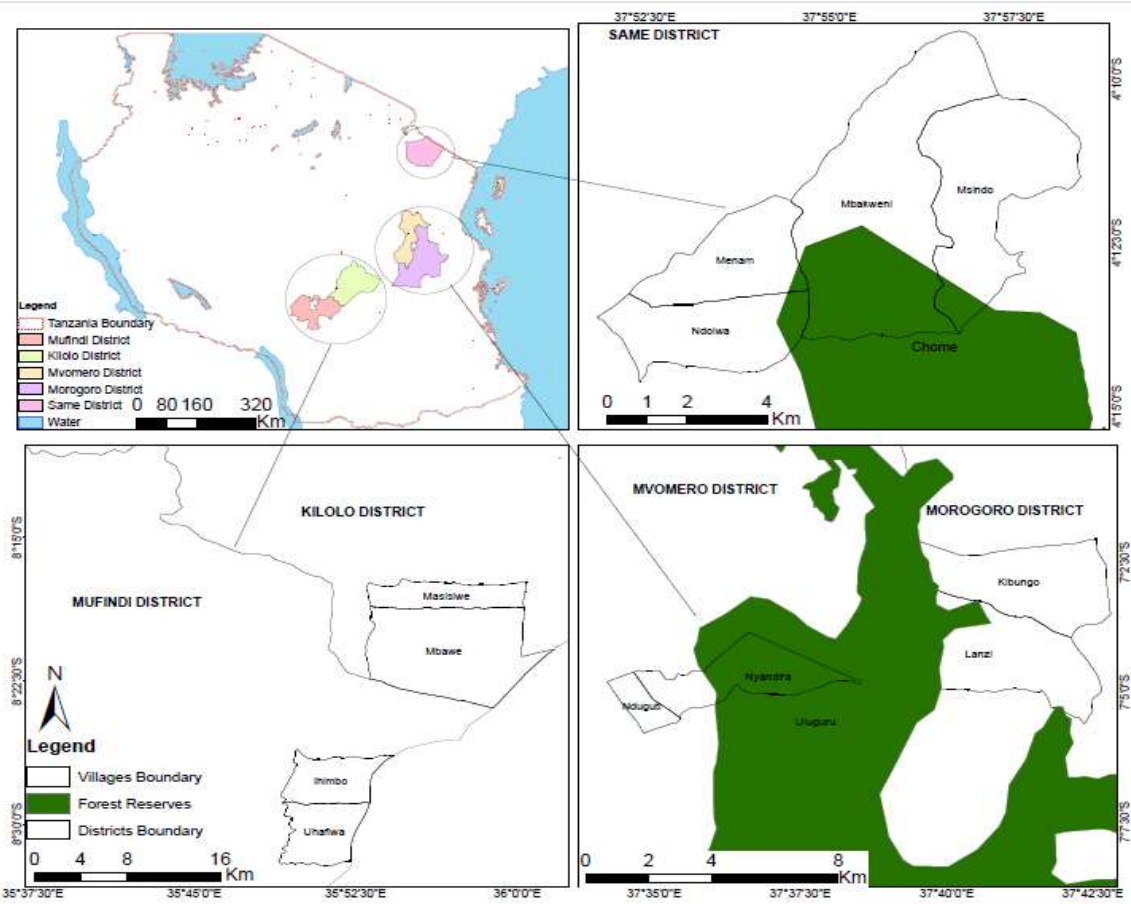 Legend
Tanzania Boundary
Mufindi District
Kilolo District
Mvomero District
Morogoro District
Same District
Water
0 80 160 320
Km
37°52'30"E 37°55'0"E 37°57'30"E
SAME DISTRICT
Mbakweni
Msindo
Menam
Ndolwa
Chome
0 1 2 4
Km
4°10'0"S
4°12'30"S
4°15'0"S
KILOLO DISTRICT
MUFINDI DISTRICT
Masisiwe
Mbawe
Ihimbo
Uhafiwa
N
Legend
Villages Boundary
Forest Reserves
Districts Boundary
0 4 8 16
Km
8°15'0"S
8°22'30"S
8°30'0"S
35°37'30"E 35°45'0"E 35°52'30"E 36°0'0"E
MVOMERO DISTRICT
MOROGORO DISTRICT
Kibungo
Lanzi
Nyandira
Ndugus
Uluguru
0 2 4 8
Km
7°2'30"S
7°5'0"S
7°7'30"S
37°35'0"E 37°37'30"E 37°40'0"E 37°42'30"E